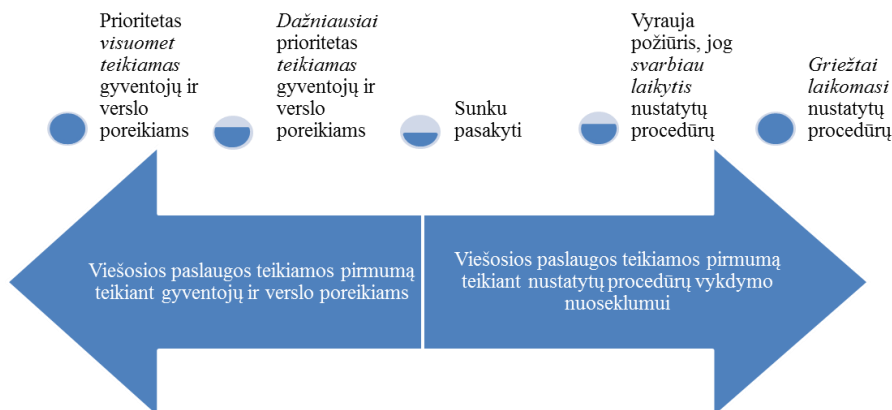 Prioritetas
visuomet
teikiamas
gyventojų ir
verslo
poreikiams
Dažniausiai
prioritetas
teikiamas
gyventojų ir
verslo
poreikiams
Sunku
pasakyti
Vyrauja
požiūris, jog
svarbiau
laikytis
nustatytų
procedūrų
Griežtai
laikomasi
nustatytų
procedūrų
Viešosios paslaugos teikiamos pirmumą
teikiant gyventojų ir verslo poreikiams
Viešosios paslaugos teikiamos pirmumą
teikiant nustatytų procedūrų vykdymo
nuoseklumui